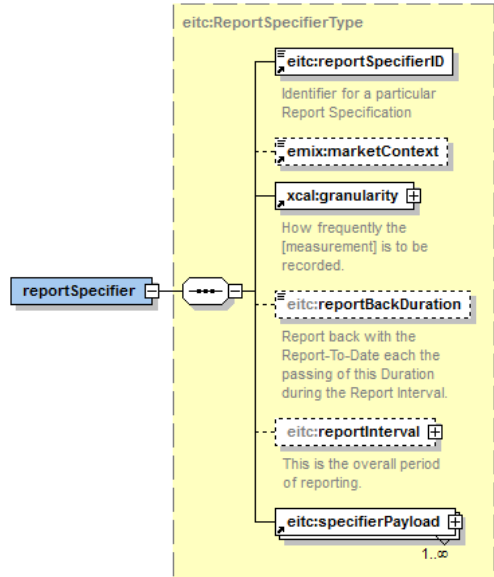 eitc:ReportSpecifierType
eitc:reportSpecifierID
Identifier for a particular
Report Specification
emix:marketContext
xcal:granularity
How frequently the
[measurement] is to be
recorded.
reportSpecifier
eitc:reportBackDuration
Report back with the
Report-To-Date each the
passing of this Duration
during the Report Interval.
eitc:reportInterval
This is the overall period
of reporting.
eitc:specifierPayload
1..∞